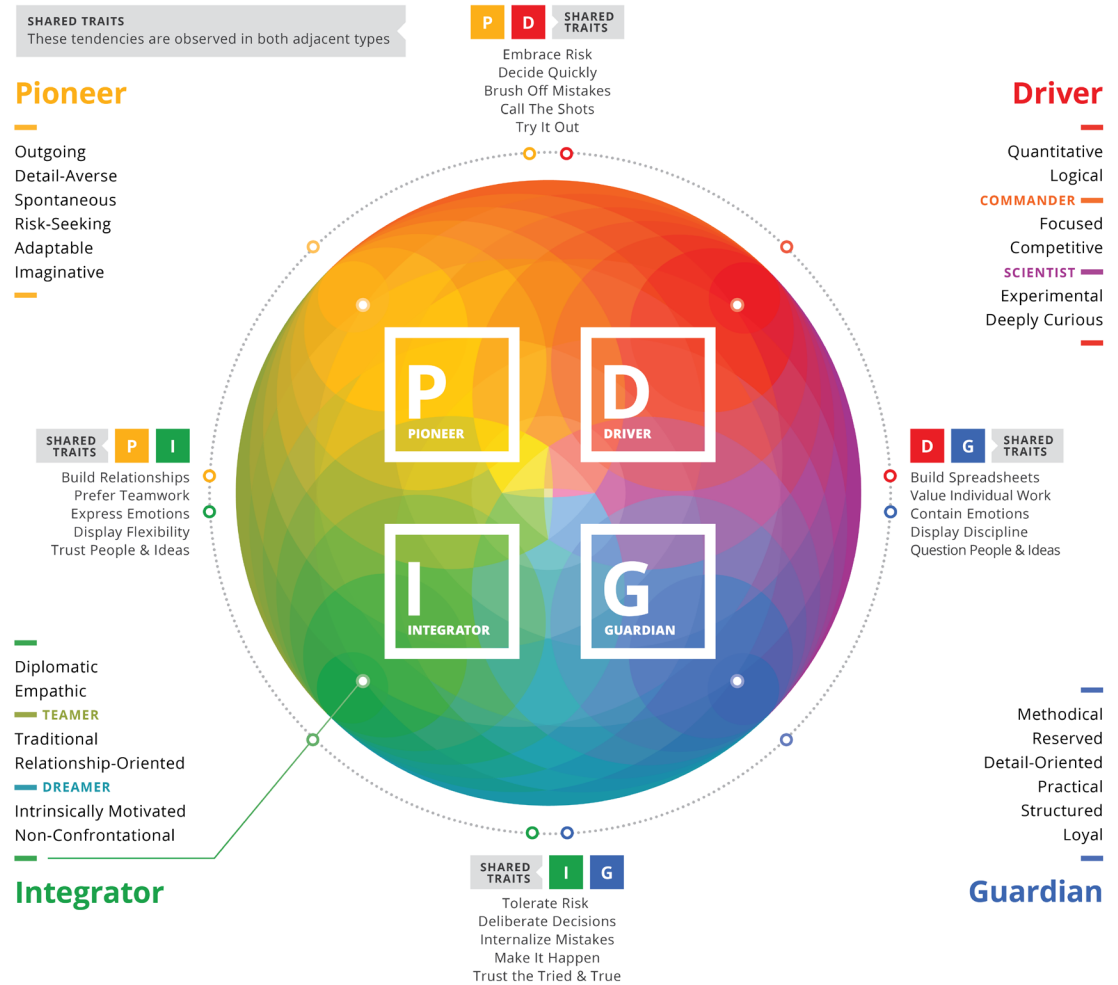 SHARED TRAITS
These tendencies are observed in both adjacent types
P D SHARED
TRAITS
Embrace Risk
Decide Quickly
Brush Off Mistakes
Call The Shots
Try It Out
Pioneer
Outgoing
Detail-Averse
Spontaneous
Risk-Seeking
Adaptable
Imaginative
Driver
Quantitative
Logical
COMMANDER
Focused
Competitive
SCIENTIST
Experimental
Deeply Curious
P
PIONEER
D
DRIVER
SHARED
TRAITS P I
Build Relationships
Prefer Teamwork
Express Emotions
Display Flexibility
Trust People & Ideas
D G SHARED
TRAITS
Build Spreadsheets
Value Individual Work
Contain Emotions
Display Discipline
Question People & Ideas
I
INTEGRATOR
G
GUARDIAN
Diplomatic
Empathic
TEAMER
Traditional
Relationship-Oriented
DREAMER
Intrinsically Motivated
Non-Confrontational
Integrator
Methodical
Reserved
Detail-Oriented
Practical
Structured
Loyal
Guardian
SHARED
TRAITS I G
Tolerate Risk
Deliberate Decisions
Internalize Mistakes
Make It Happen
Trust the Tried & True